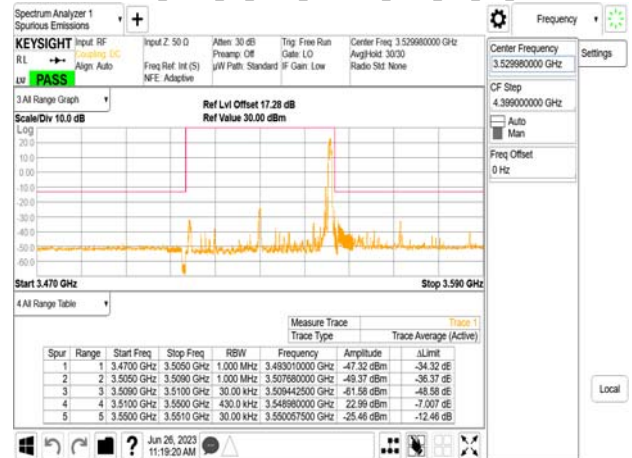 Spectrum Analyzer 1
Spurious Emissions
Frequency
KEYSIGHT Input: RF Input Z: 50 Ω Atten: 30 dB Trig: Free Run Center Freq: 3.529980000 GHz
RL Coupling: DC Preamp: Off Gate: LO Avg|Hold: 30/30
Align: Auto Freq Ref: Int (S) µW Path: Standard IF Gain: Low Radio Std: None
LU PASS NFE: Adaptive
Center Frequency
3.529980000 GHz
Settings
CF Step
4.399000000 GHz
Auto
Man
Freq Offset
0 Hz
Local
3 All Range Graph
Ref Lvl Offset 17.28 dB
Scale/Div 10.0 dB Ref Value 30.00 dBm
Log
20.0
10.0
0.00
-10.0
-20.0
-30.0
-40.0
-50.0
-60.0
Start 3.470 GHz Stop 3.590 GHz
4 All Range Table
Measure Trace Trace 1
Trace Type Trace Average (Active)
Spur Range Start Freq Stop Freq RBW Frequency Amplitude ΔLimit
1 1 3.4700 GHz 3.5050 GHz 1.000 MHz 3.493010000 GHz -47.32 dBm -34.32 dB
2 2 3.5050 GHz 3.5090 GHz 1.000 MHz 3.507680000 GHz -49.37 dBm -36.37 dB
3 3 3.5090 GHz 3.5100 GHz 30.00 kHz 3.509442500 GHz -61.58 dBm -48.58 dB
4 4 3.5100 GHz 3.5500 GHz 430.0 kHz 3.548980000 GHz 22.99 dBm -7.007 dB
5 5 3.5500 GHz 3.5510 GHz 30.00 kHz 3.550057500 GHz -25.46 dBm -12.46 dB
Jun 26, 2023
11:19:20 AM